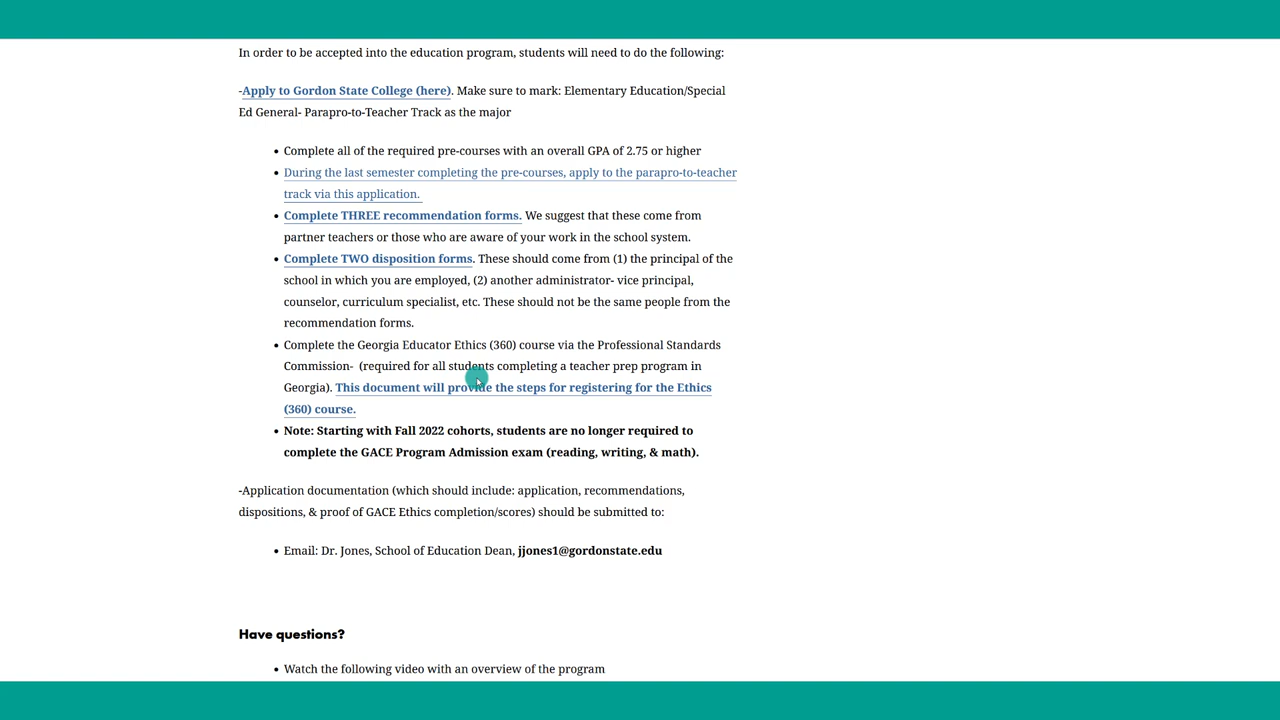 In order to be accepted into the education program, students will need to do the following:
-Apply to Gordon State College (here). Make sure to mark: Elementary Education/Special
Ed General- Parapro-to-Teacher Track as the major
• Complete all of the required pre-courses with an overall GPA of 2.75 or higher
• During the last semester completing the pre-courses, apply to the parapro-to-teacher
track via this application.
• Complete THREE recommendation forms. We suggest that these come from
partner teachers or those who are aware of your work in the school system.
• Complete TWO disposition forms. These should come from (1) the principal of the
school in which you are employed, (2) another administrator- vice principal,
counselor, curriculum specialist, etc. These should not be the same people from the
recommendation forms.
• Complete the Georgia Educator Ethics (360) course via the Professional Standards
Commission- (required for all students completing a teacher prep program in
Georgia). This document will provide the steps for registering for the Ethics
(360) course.
• Note: Starting with Fall 2022 cohorts, students are no longer required to
complete the GACE Program Admission exam (reading, writing, & math).
-Application documentation (which should include: application, recommendations,
dispositions, & proof of GACE Ethics completion/scores) should be submitted to:
• Email: Dr. Jones, School of Education Dean, jjones1@gordonstate.edu
Have questions?
• Watch the following video with an overview of the program